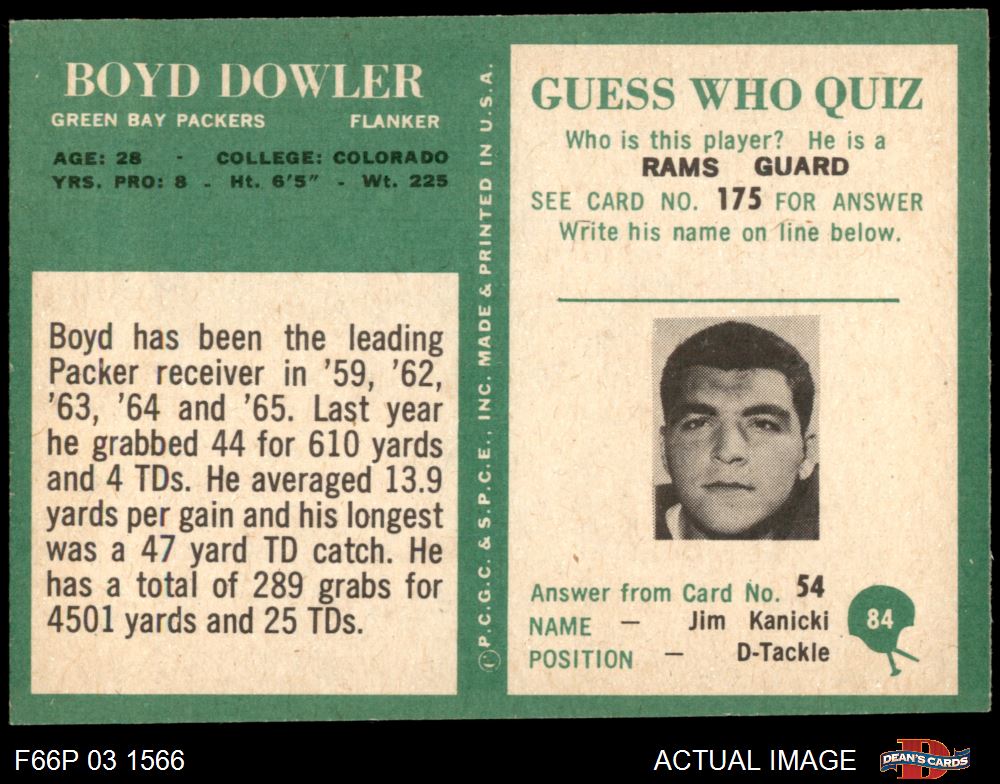 BOYD DOWLER
GREEN BAY PACKERS FLANKER
AGE: 28 - COLLEGE: COLORADO
YRS. PRO: 8 - Ht. 6'5" - Wt. 225
Boyd has been the leading
Packer receiver in '59, '62,
'63, '64 and '65. Last year
he grabbed 44 for 610 yards
and 4 TDs. He averaged 13.9
yards per gain and his longest
was a 47 yard TD catch. He
has a total of 289 grabs for
4501 yards and 25 TDs.
©P.C.G.C. & S.P.C.E., INC. MADE & PRINTED IN U.S.A.
GUESS WHO QUIZ
Who is this player? He is a
RAMS GUARD
SEE CARD NO. 175 FOR ANSWER
Write his name on line below.
Answer from Card No. 54
NAME — Jim Kanicki
POSITION — D-Tackle
84
F66P 03 1566
ACTUAL IMAGE
D
DEAN'S CARDS